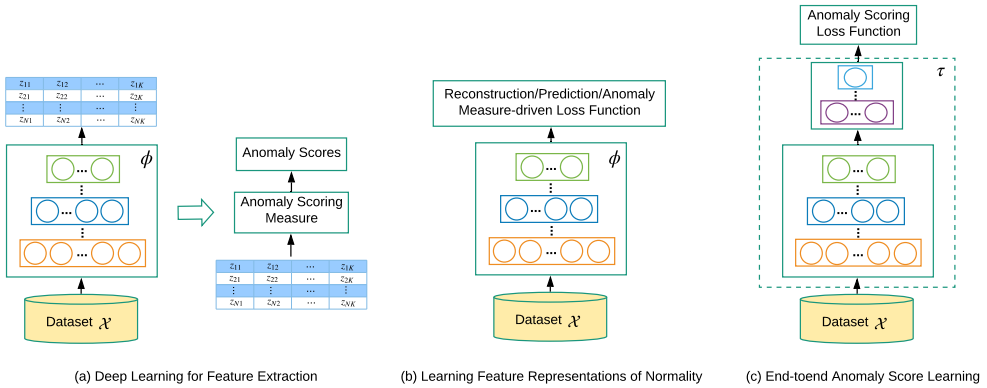 z11 z12 ... z1K
z21 z22 ... z2K
⋮ ⋮ ... ⋮
zN1 zN2 ... zNK
ϕ
...
...
Dataset 𝒳
Anomaly Scores
Anomaly Scoring
Measure
z11 z12 ... z1K
z21 z22 ... z2K
⋮ ⋮ ... ⋮
zN1 zN2 ... zNK
(a) Deep Learning for Feature Extraction
Reconstruction/Prediction/Anomaly
Measure-driven Loss Function
ϕ
...
...
Dataset 𝒳
(b) Learning Feature Representations of Normality
Anomaly Scoring
Loss Function
τ
...
...
...
Dataset 𝒳
(c) End-toend Anomaly Score Learning